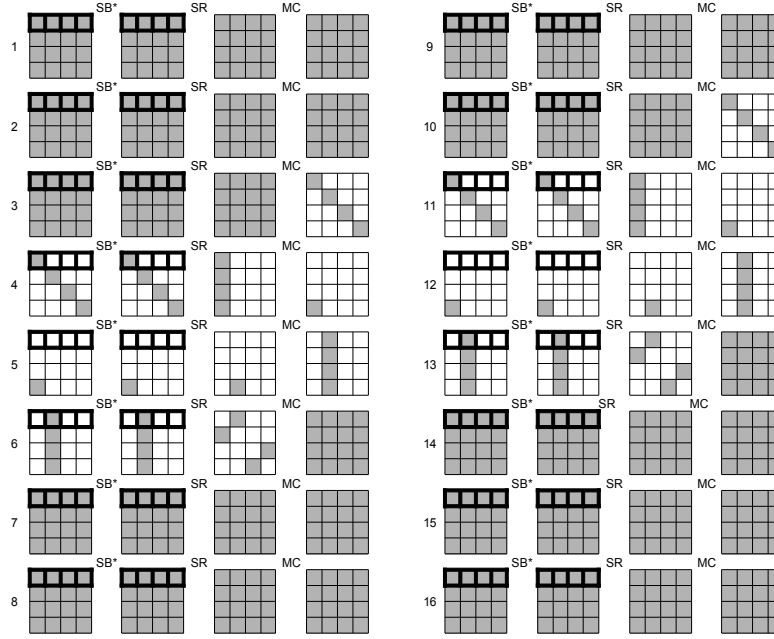 SB* SR MC
1
SB* SR MC
2
SB* SR MC
3
SB* SR MC
4
SB* SR MC
5
SB* SR MC
6
SB* SR MC
7
SB* SR MC
8
SB* SR MC
9
SB* SR MC
10
SB* SR MC
11
SB* SR MC
12
SB* SR MC
13
SB* SR MC
14
SB* SR MC
15
SB* SR MC
16